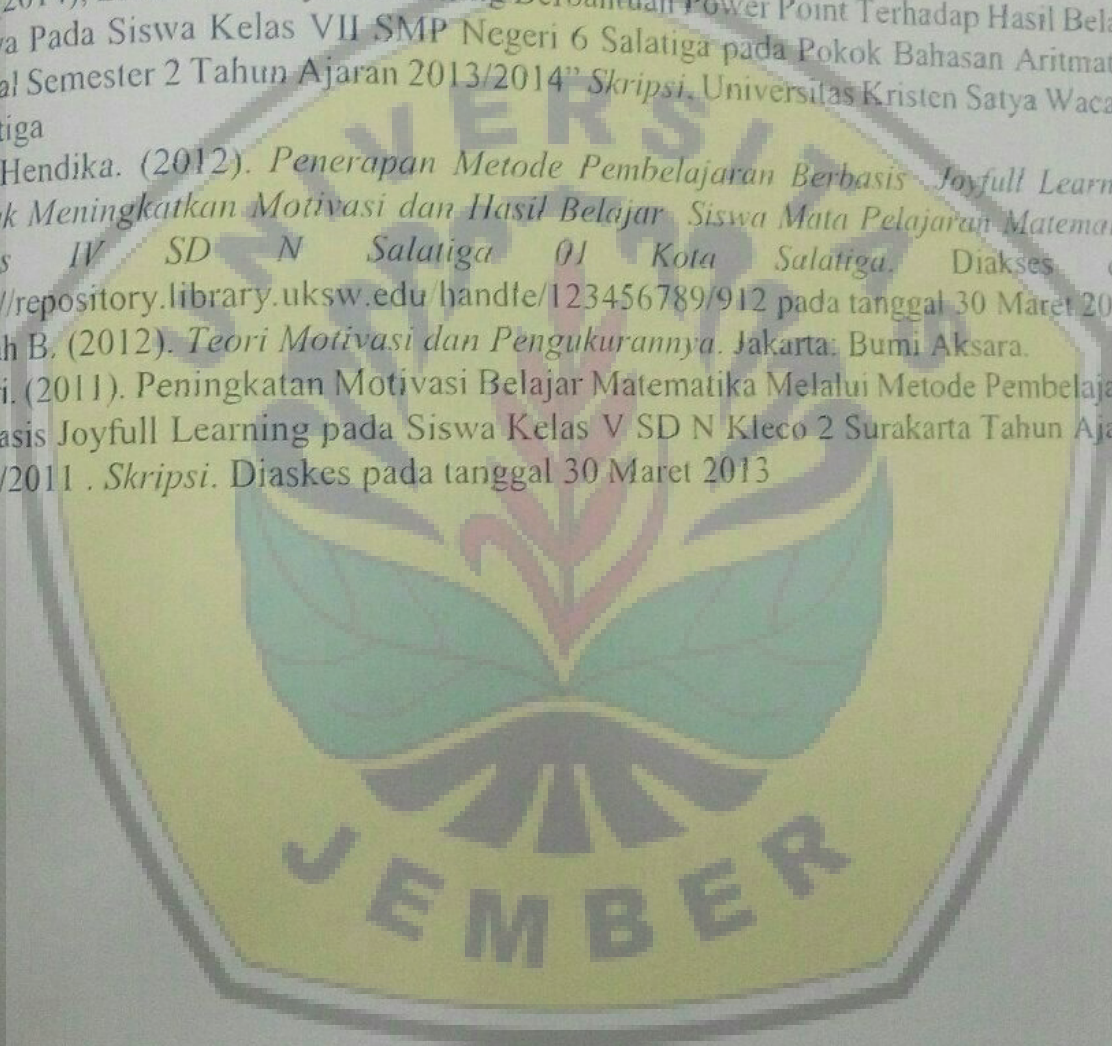 Power Point Terhadap Hasil Bela
a Pada Siswa Kelas VII SMP Negeri 6 Salatiga pada Pokok Bahasan Aritmat
al Semester 2 Tahun Ajaran 2013/2014" Skripsi. Universitas Kristen Satya Waca
tiga
Hendika. (2012). Penerapan Metode Pembelajaran Berbasis Joyfull Learn
k Meningkatkan Motivasi dan Hasil Belajar Siswa Mata Pelajaran Matema
s IV SD N Salatiga 01 Kota Salatiga. Diakses
//repository.library.uksw.edu/handle/123456789/912 pada tanggal 30 Maret 20
h B. (2012). Teori Motivasi dan Pengukurannya. Jakarta: Bumi Aksara.
i. (2011). Peningkatan Motivasi Belajar Matematika Melalui Metode Pembelaja
asis Joyfull Learning pada Siswa Kelas V SD N Kleco 2 Surakarta Tahun Aja
/2011 . Skripsi. Diaskes pada tanggal 30 Maret 2013
UNIVERSITAS
JEMBER